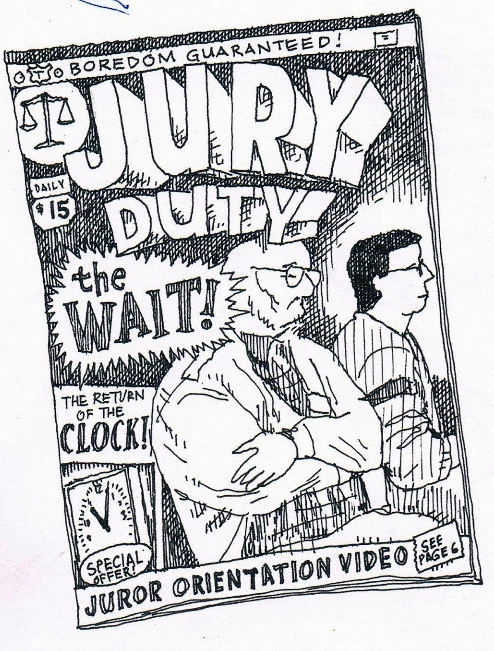 BOREDOM GUARANTEED!
JURY
DUTY
DAILY
$15
the
WAIT!
THE RETURN
OF THE
CLOCK!
12
SPECIAL
OFFER!
JUROR ORIENTATION VIDEO
SEE
PAGE 6